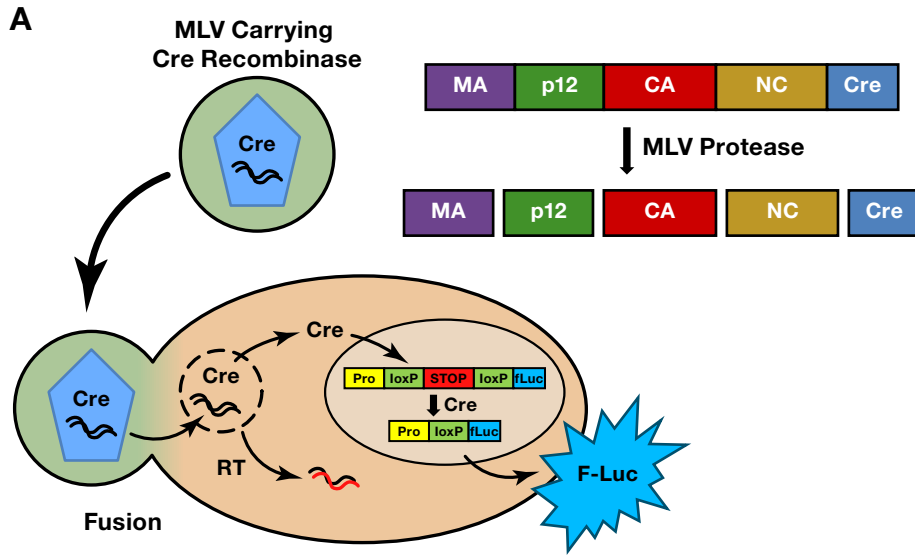 A
MLV Carrying
Cre Recombinase
Cre
MA p12 CA NC Cre
MLV Protease
MA p12 CA NC Cre
Cre
Cre
Cre
Pro loxP STOP loxP fLuc
Cre
Pro loxP fLuc
RT
F-Luc
Fusion